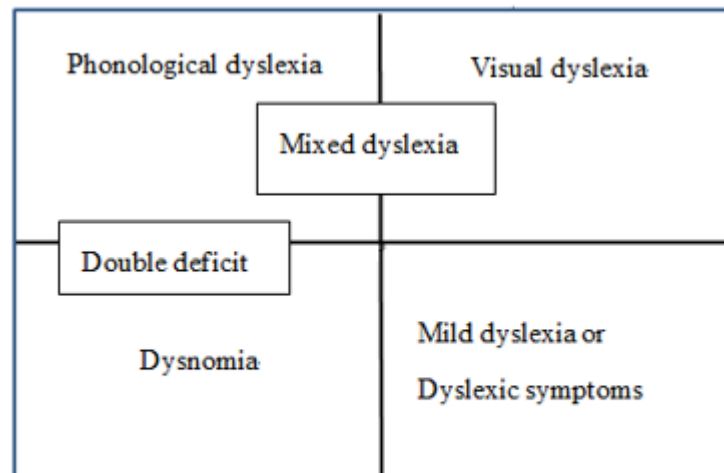 Phonological dyslexia
Visual dyslexia
Mixed dyslexia
Double deficit
Dysnomia
Mild dyslexia or
Dyslexic symptoms